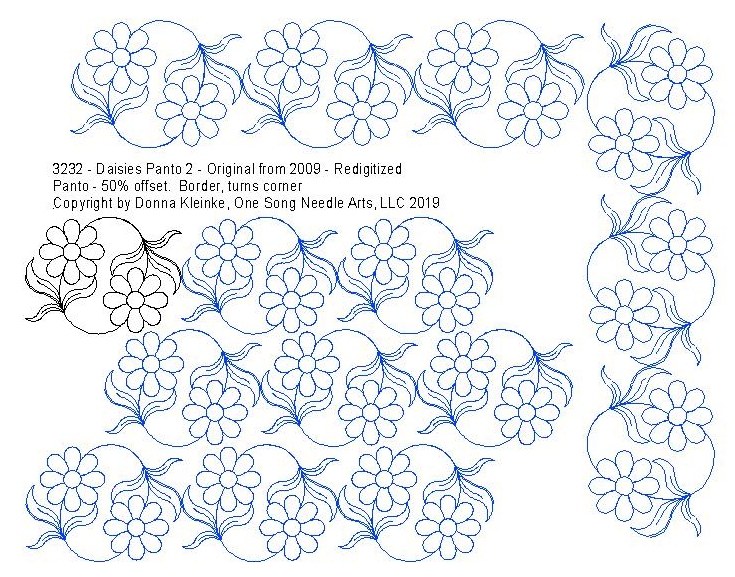 3232 - Daisies Panto 2 - Original from 2009 - Redigitized
Panto - 50% offset.  Border, turns corner
Copyright by Donna Kleinke, One Song Needle Arts, LLC 2019